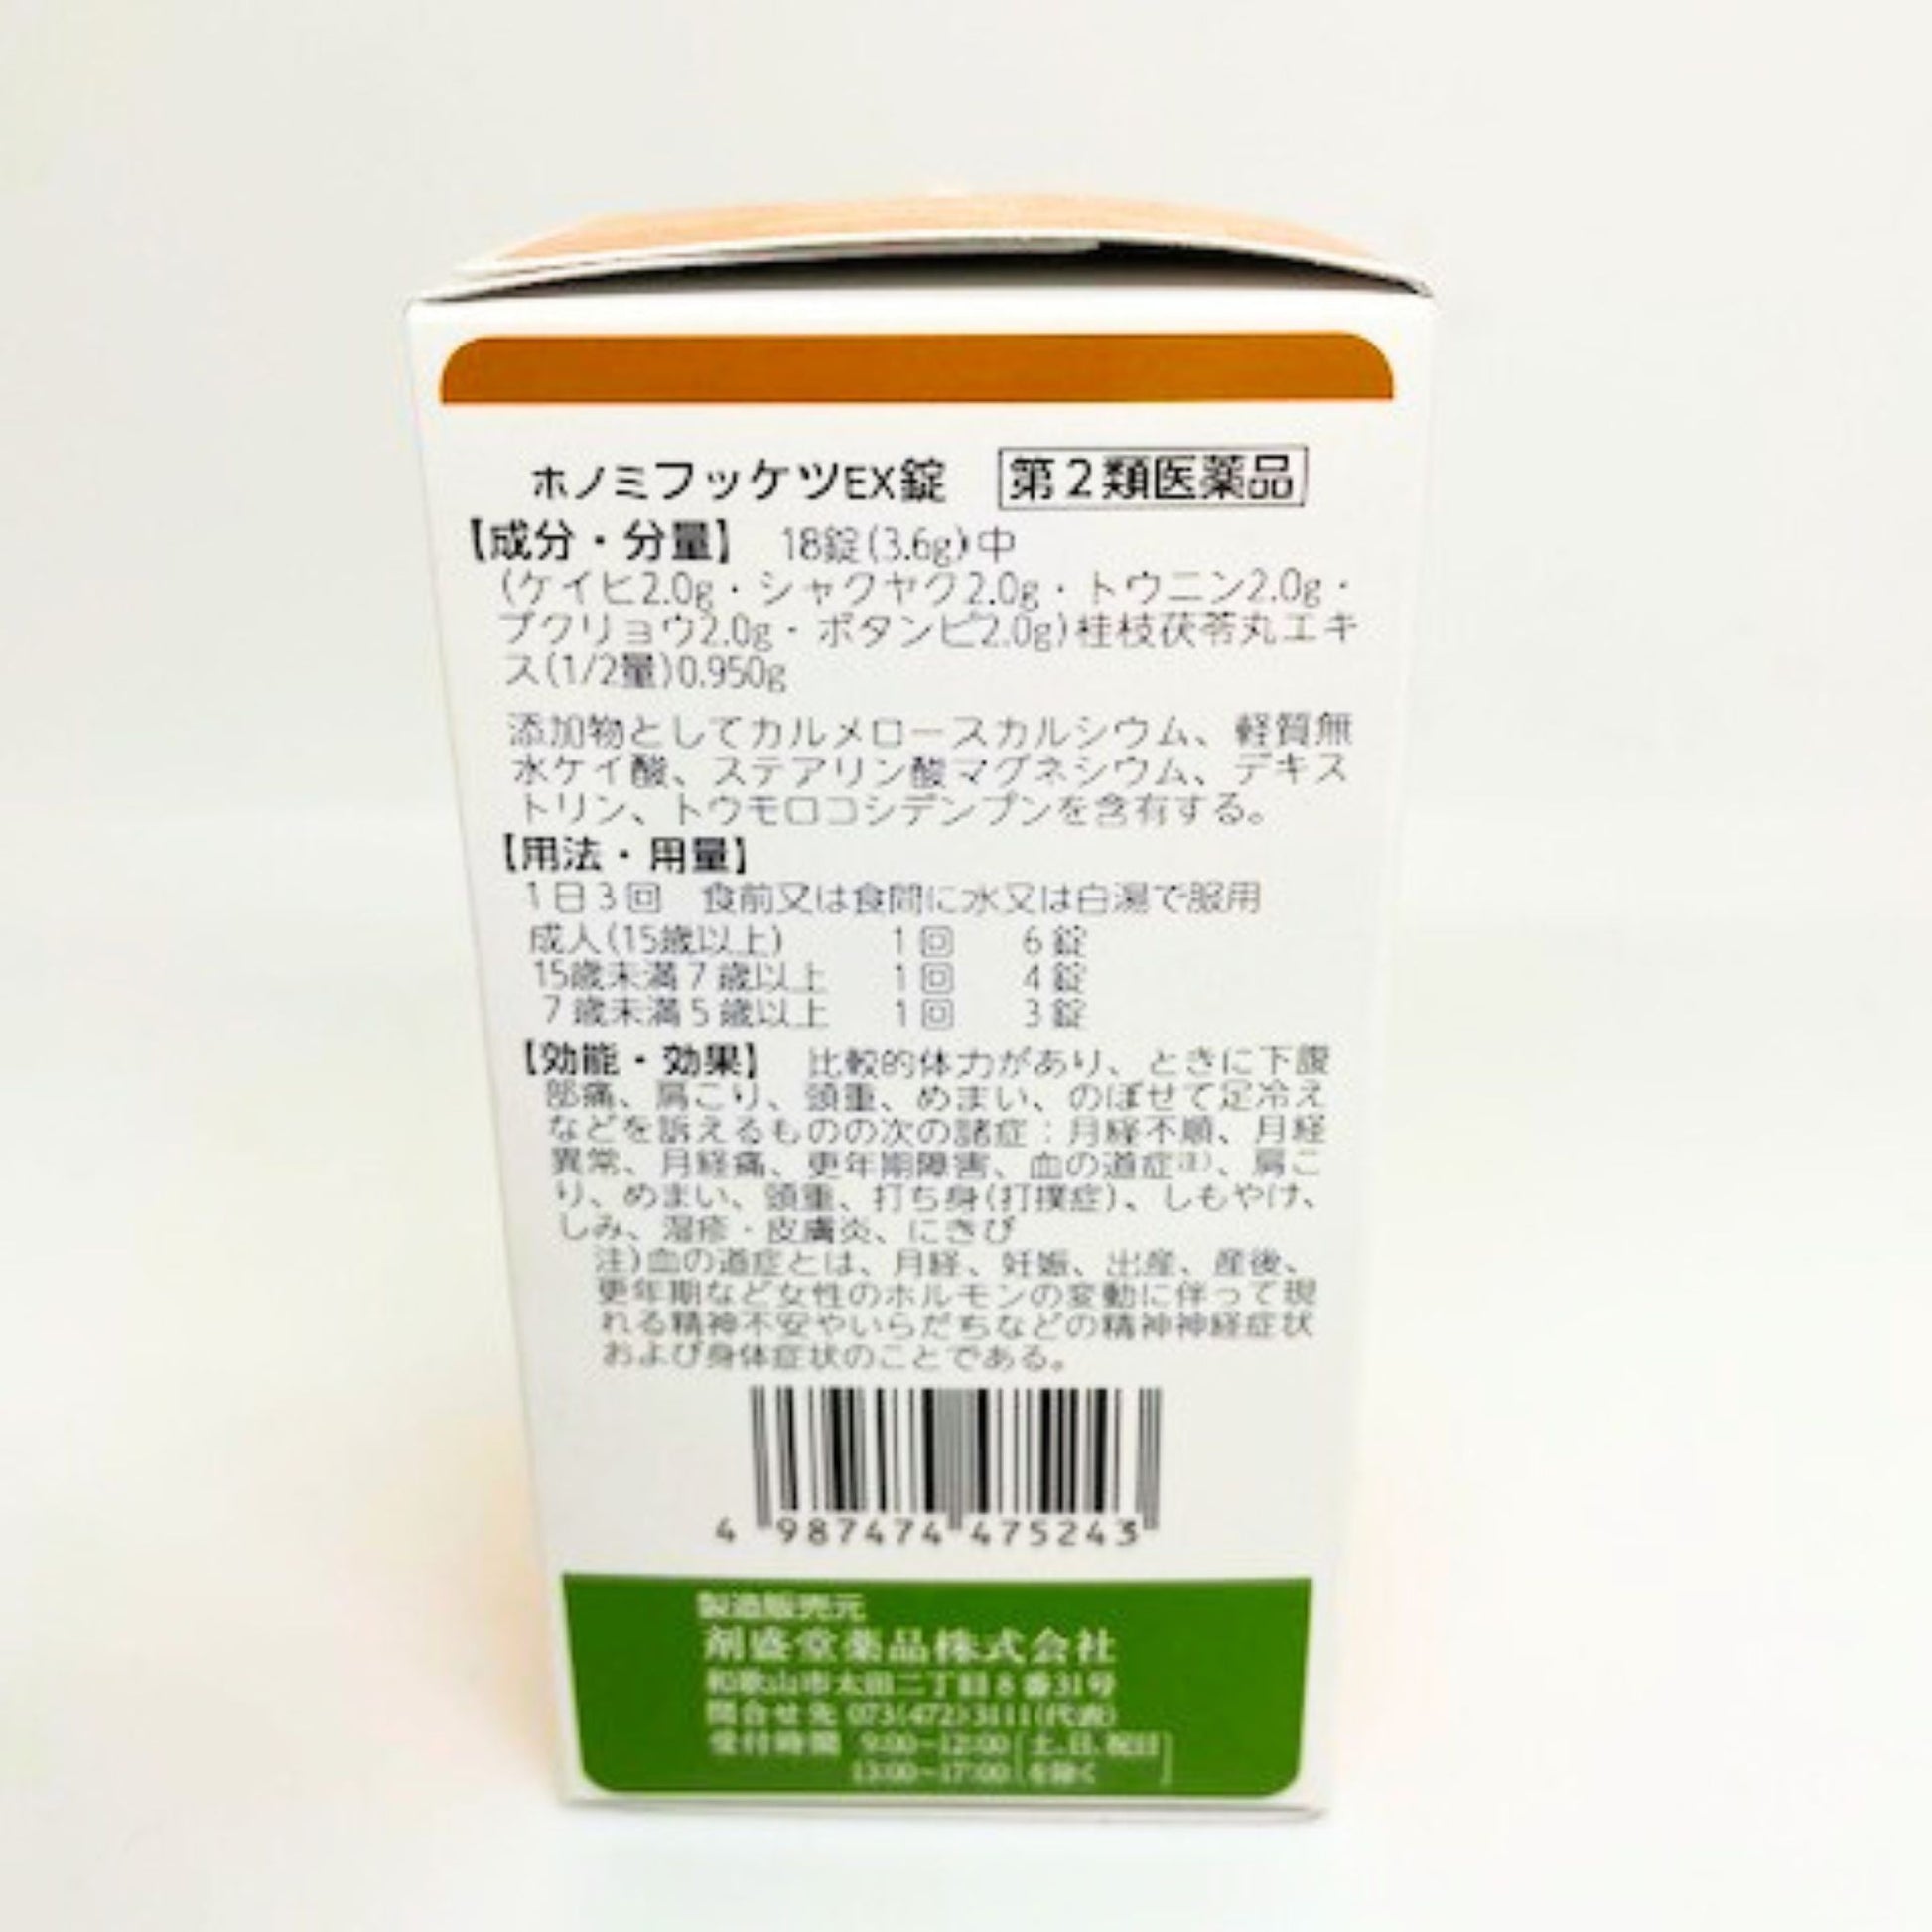 ホノミフッケツEX錠 第2類医薬品
【成分・分量】 18錠(3.6g)中
(ケイヒ2.0g・シャクヤク2.0g・トウニン2.0g・
ブクリョウ2.0g・ボタンピ2.0g)桂枝茯苓丸エキ
ス(1/2量)0.950g
添加物としてカルメロースカルシウム、軽質無
水ケイ酸、ステアリン酸マグネシウム、デキス
トリン、トウモロコシデンプンを含有する。
【用法・用量】
1日3回 食前又は食間に水又は白湯で服用
成人(15歳以上) 1回 6錠
15歳未満7歳以上 1回 4錠
7歳未満5歳以上 1回 3錠
【効能・効果】 比較的体力があり、ときに下腹
部痛、肩こり、頭重、めまい、のぼせて足冷え
などを訴えるものの次の諸症：月経不順、月経
異常、月経痛、更年期障害、血の道症注)、肩こ
り、めまい、頭重、打ち身(打撲症)、しもやけ、
しみ、湿疹・皮膚炎、にきび
注)血の道症とは、月経、妊娠、出産、産後、
更年期など女性のホルモンの変動に伴って現
れる精神不安やいらだちなどの精神神経症状
および身体症状のことである。
4 987474 475243
製造販売元
剤盛堂薬品株式会社
和歌山市太田二丁目8番31号
問合せ先 073(472)3111(代表)
受付時間 9:00~12:00 [土、日、祝日
13:00~17:00 を除く]